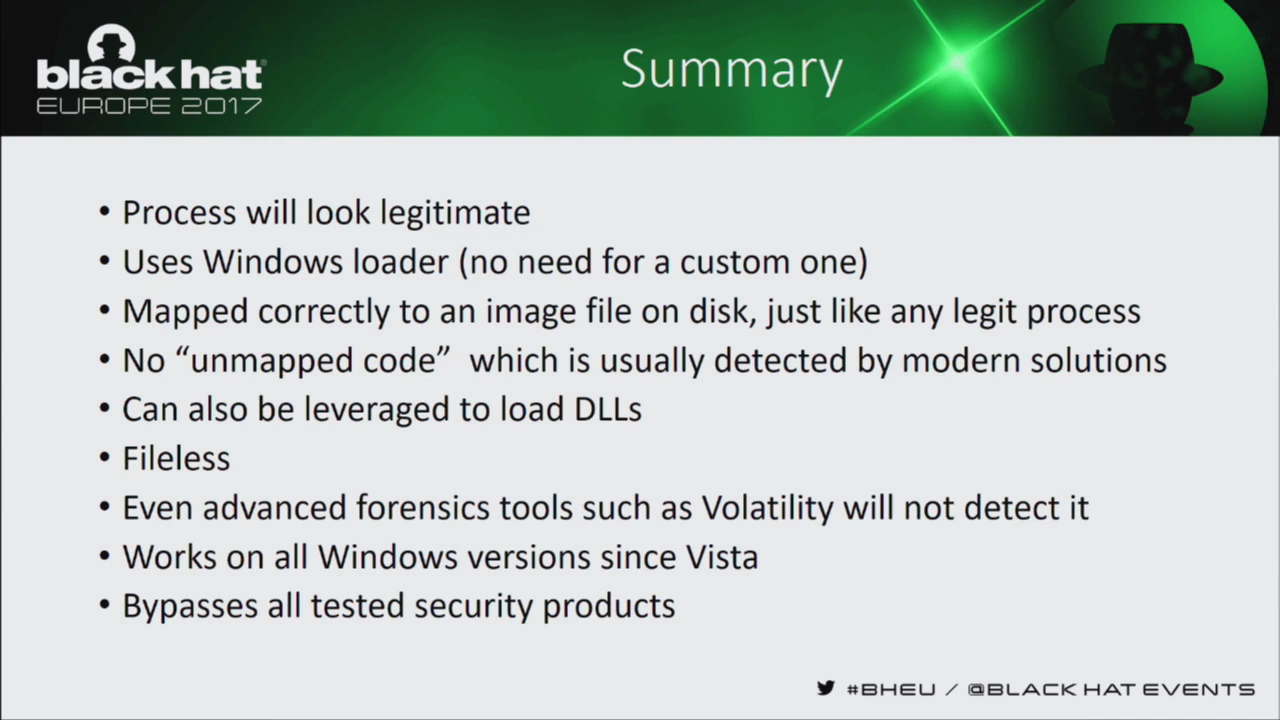 black hat®
EUROPE 2017
Summary
• Process will look legitimate
• Uses Windows loader (no need for a custom one)
• Mapped correctly to an image file on disk, just like any legit process
• No “unmapped code” which is usually detected by modern solutions
• Can also be leveraged to load DLLs
• Fileless
• Even advanced forensics tools such as Volatility will not detect it
• Works on all Windows versions since Vista
• Bypasses all tested security products
#BHEU / @BLACK HAT EVENTS